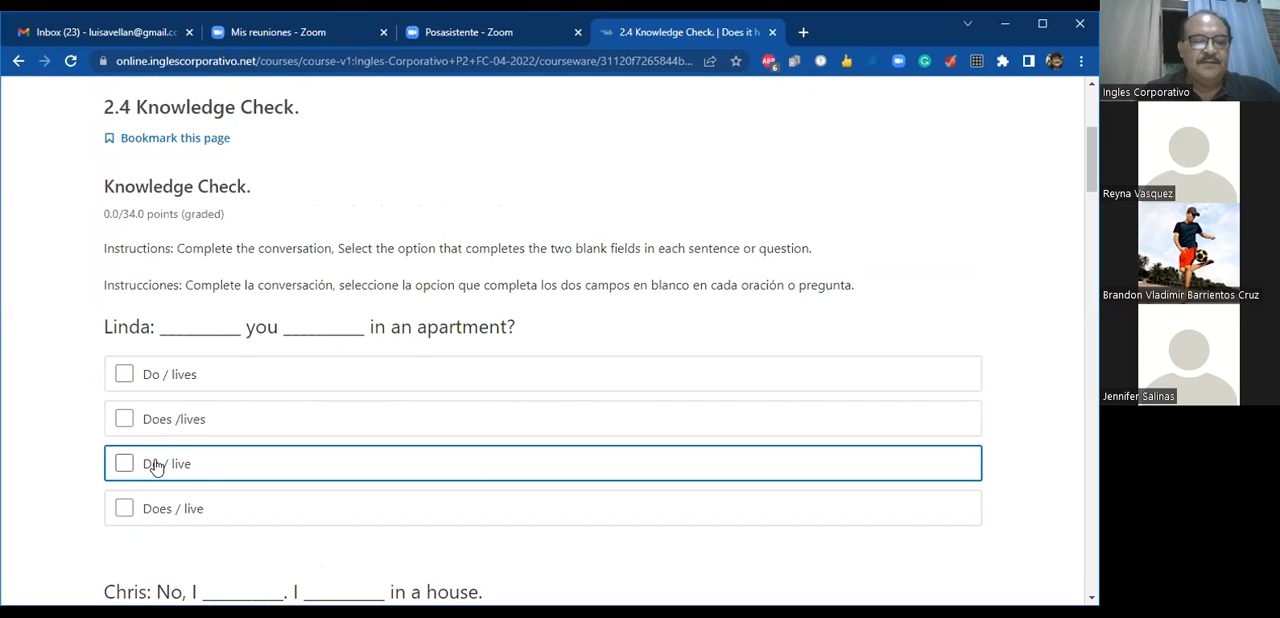 Inbox (23) - luisavellan@gmail.cc
Mis reuniones - Zoom
Posasistente - Zoom
2.4 Knowledge Check. | Does it h
online.inglescorporativo.net/courses/course-v1:Ingles-Corporativo+P2+FC-04-2022/courseware/31120f7265844b...
2.4 Knowledge Check.
Bookmark this page
Knowledge Check.
0.0/34.0 points (graded)
Instructions: Complete the conversation, Select the option that completes the two blank fields in each sentence or question.
Instrucciones: Complete la conversación, seleccione la opcion que completa los dos campos en blanco en cada oración o pregunta.
Linda: _________ you _________ in an apartment?
Do / lives
Does /lives
Do / live
Does / live
Chris: No, I _________. I _________ in a house.
Ingles Corporativo
Reyna Vasquez
Brandon Vladimir Barrientos Cruz
Jennifer Salinas